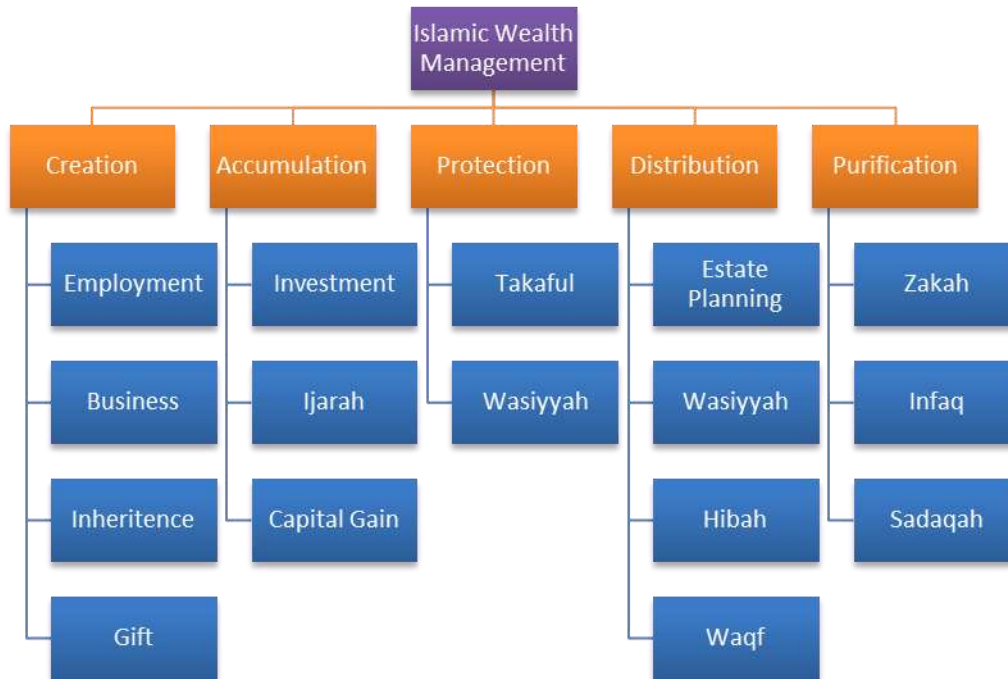 Islamic Wealth
Management
Creation
Accumulation
Protection
Distribution
Purification
Employment
Business
Inheritence
Gift
Investment
Ijarah
Capital Gain
Takaful
Wasiyyah
Estate
Planning
Wasiyyah
Hibah
Waqf
Zakah
Infaq
Sadaqah